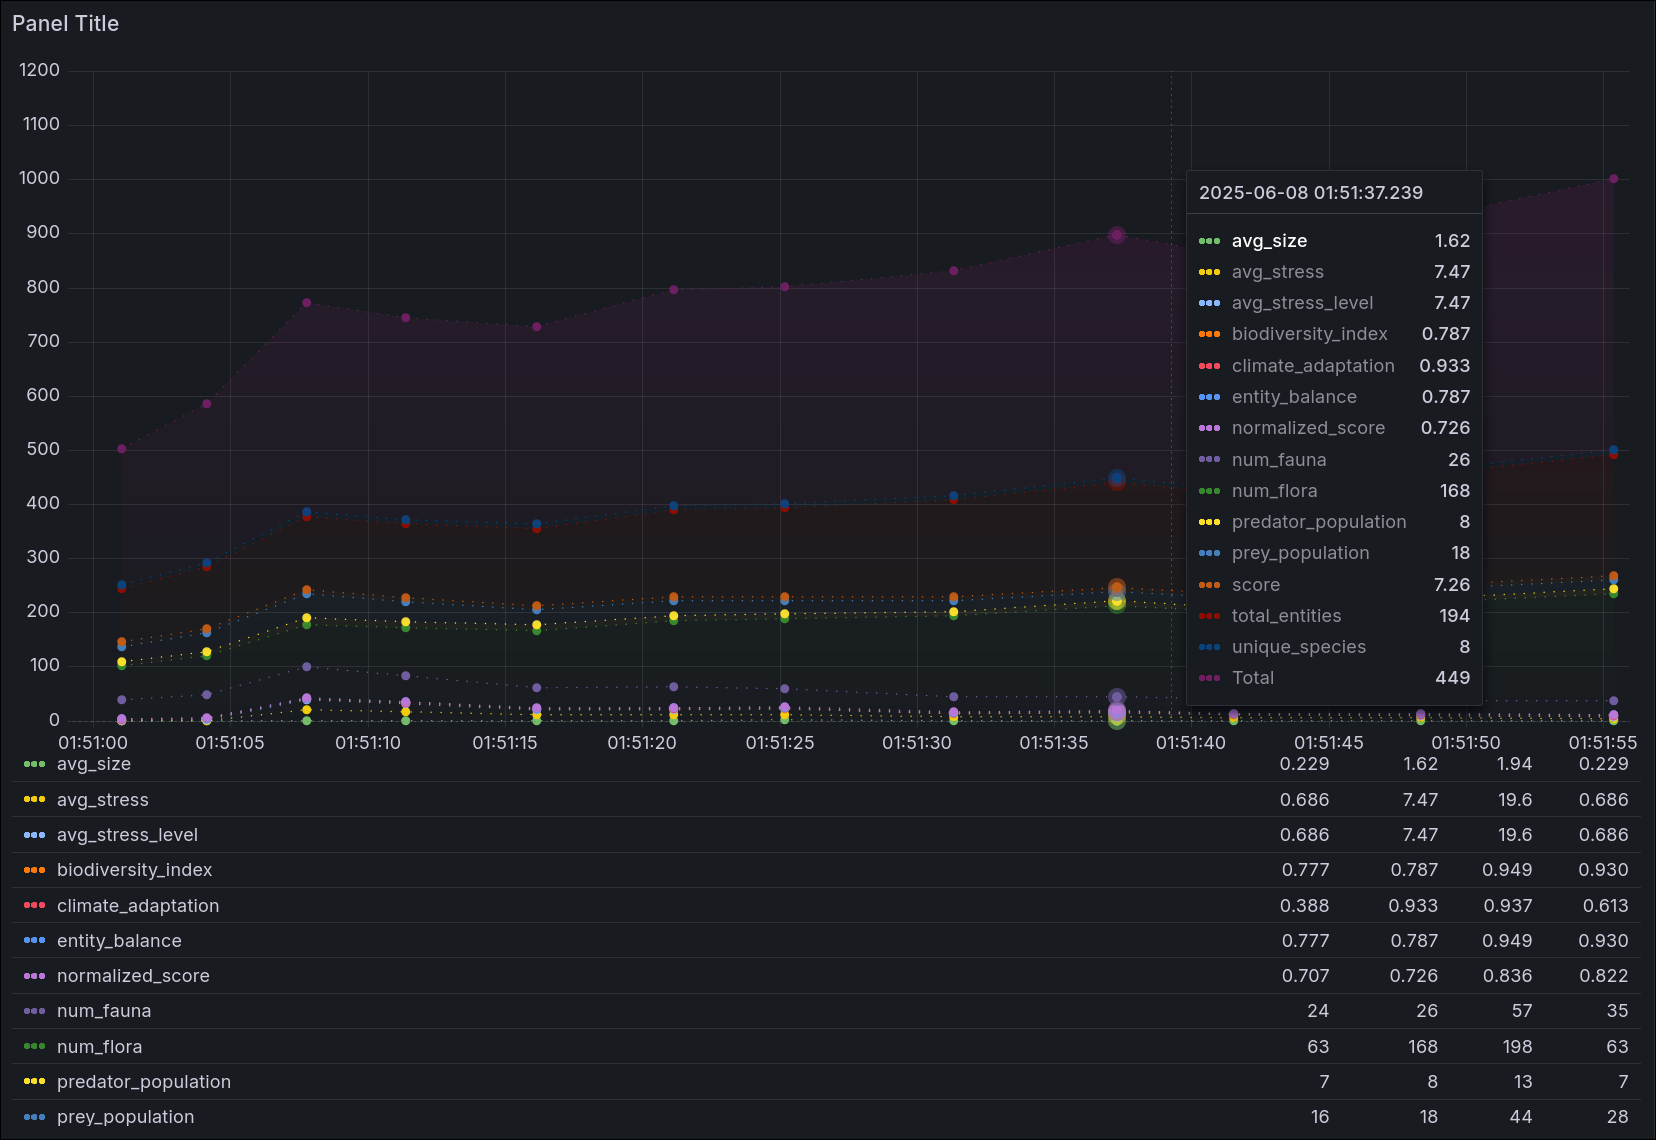 Panel Title
1200
1100
1000
900
800
700
600
500
400
300
200
100
0
01:51:00 01:51:05 01:51:10 01:51:15 01:51:20 01:51:25 01:51:30 01:51:35 01:51:40 01:51:45 01:51:50 01:51:55
2025-06-08 01:51:37.239
avg_size 1.62
avg_stress 7.47
avg_stress_level 7.47
biodiversity_index 0.787
climate_adaptation 0.933
entity_balance 0.787
normalized_score 0.726
num_fauna 26
num_flora 168
predator_population 8
prey_population 18
score 7.26
total_entities 194
unique_species 8
Total 449
avg_size 0.229 1.62 1.94 0.229
avg_stress 0.686 7.47 19.6 0.686
avg_stress_level 0.686 7.47 19.6 0.686
biodiversity_index 0.777 0.787 0.949 0.930
climate_adaptation 0.388 0.933 0.937 0.613
entity_balance 0.777 0.787 0.949 0.930
normalized_score 0.707 0.726 0.836 0.822
num_fauna 24 26 57 35
num_flora 63 168 198 63
predator_population 7 8 13 7
prey_population 16 18 44 28